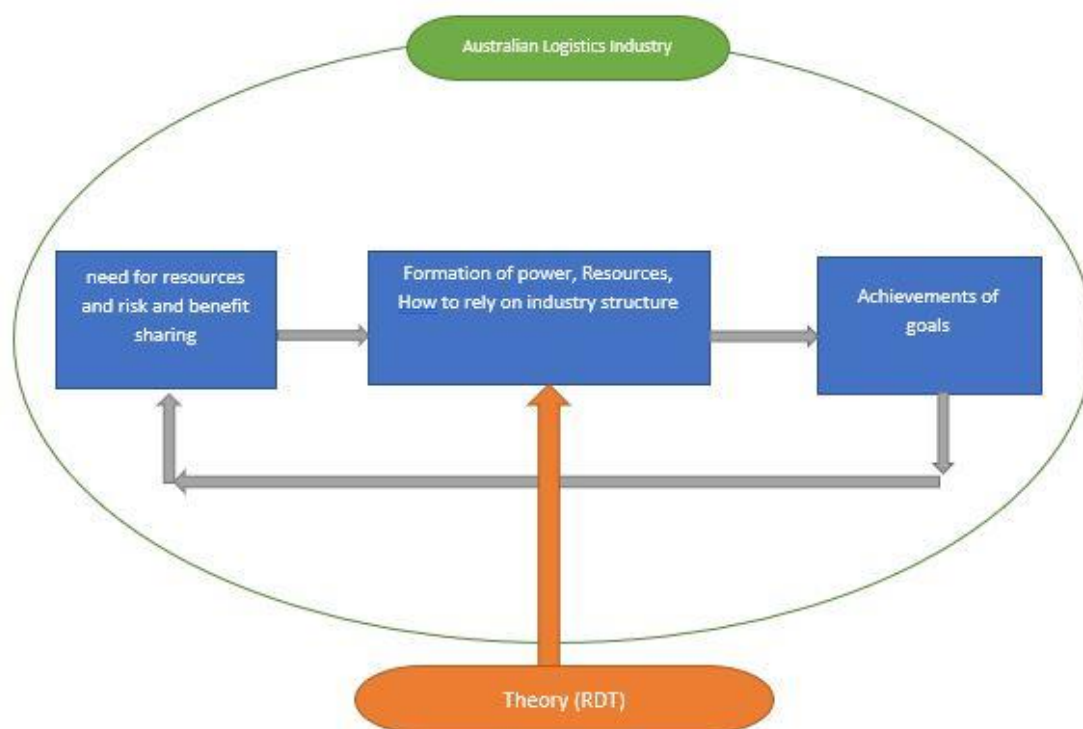 Australian Logistics Industry
need for resources
and risk and benefit
sharing
Formation of power, Resources,
How to rely on industry structure
Achievements of
goals
Theory (RDT)